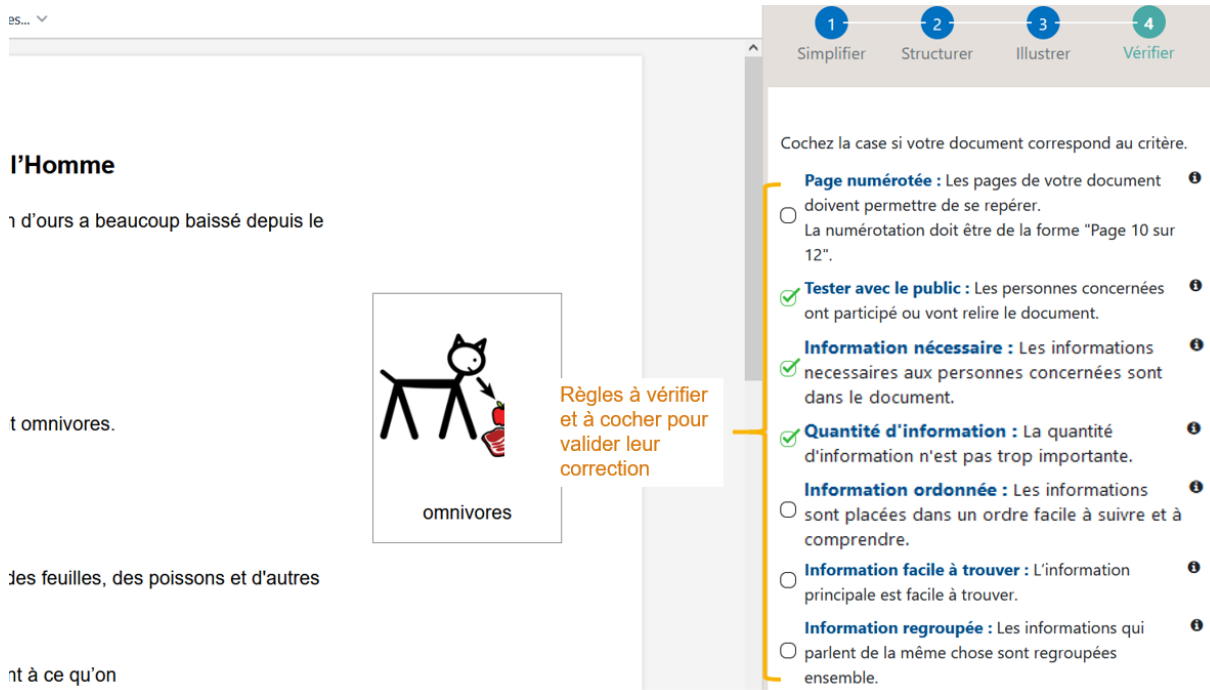 es...
l'Homme
n d'ours a beaucoup baissé depuis le
t omnivores.
omnivores
des feuilles, des poissons et d'autres
nt à ce qu'on
Règles à vérifier
et à cocher pour
valider leur
correction
1 2 3 4
Simplifier Structurer Illustrer Vérifier
Cochez la case si votre document correspond au critère.
Page numérotée : Les pages de votre document
doivent permettre de se repérer.
La numérotation doit être de la forme "Page 10 sur
12".
Tester avec le public : Les personnes concernées
ont participé ou vont relire le document.
Information nécessaire : Les informations
necessaires aux personnes concernées sont
dans le document.
Quantité d'information : La quantité
d'information n'est pas trop importante.
Information ordonnée : Les informations
sont placées dans un ordre facile à suivre et à
comprendre.
Information facile à trouver : L'information
principale est facile à trouver.
Information regroupée : Les informations qui
parlent de la même chose sont regroupées
ensemble.